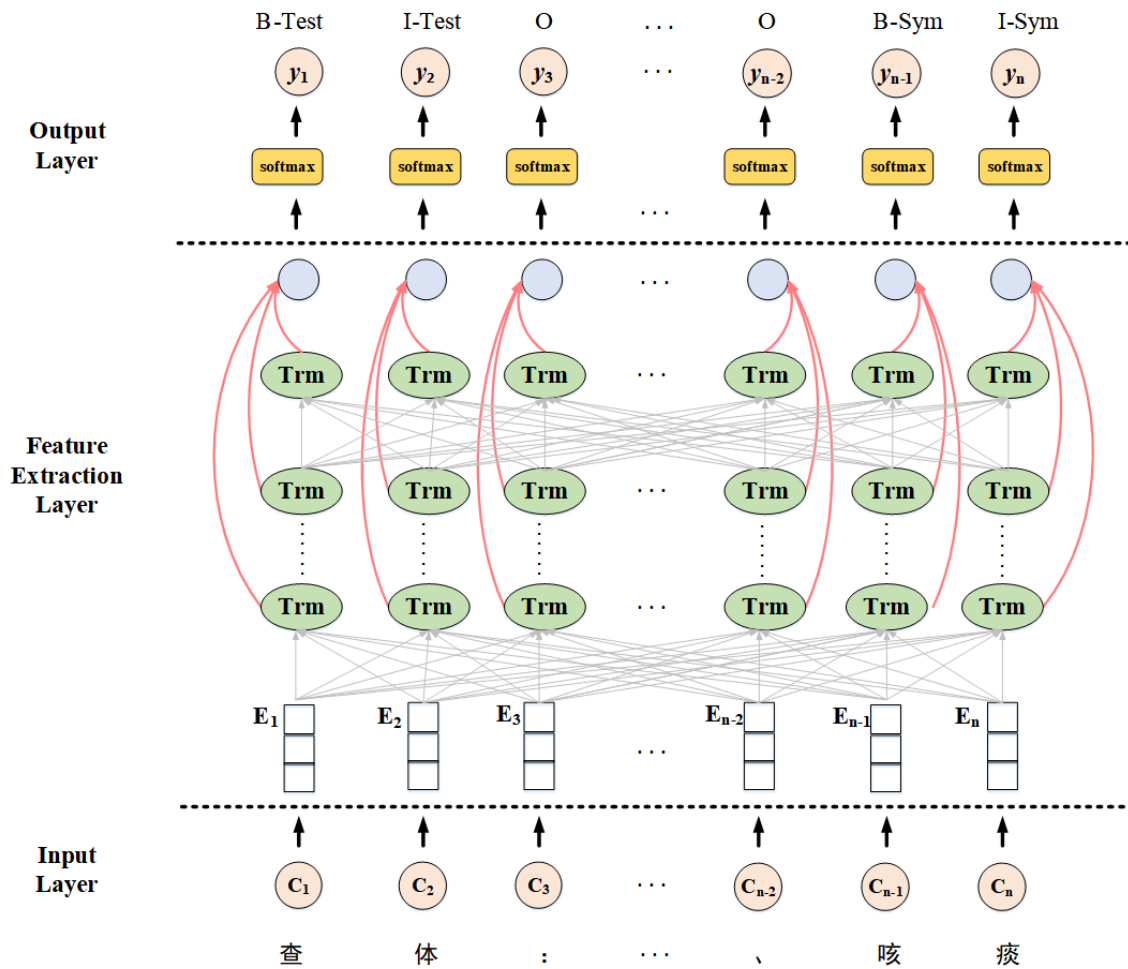 B-Test I-Test O ... O B-Sym I-Sym
y1 y2 y3 ... yn-2 yn-1 yn
Output
Layer
softmax softmax softmax softmax softmax softmax
...
...
Trm Trm Trm ... Trm Trm Trm
Feature
Extraction
Layer
Trm Trm Trm ... Trm Trm Trm
Trm Trm Trm ... Trm Trm Trm
E1 E2 E3 En-2 En-1 En
...
Input
Layer
C1 C2 C3 ... Cn-2 Cn-1 Cn
查 体 : ... 、 咳 痰